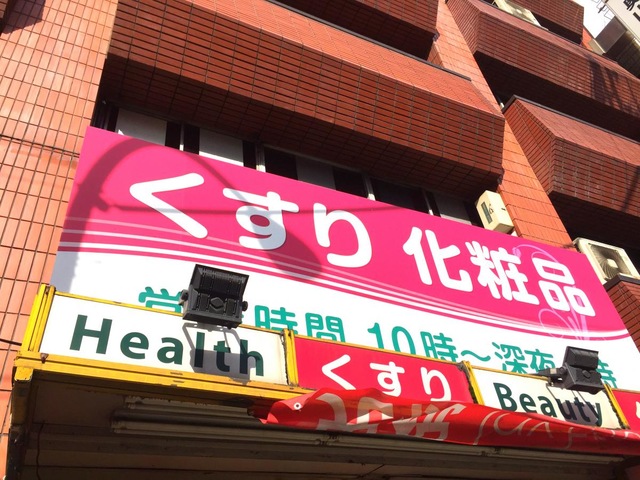 くすり 化粧品
営 時間 10時～深夜 時
Health
くすり
Beauty